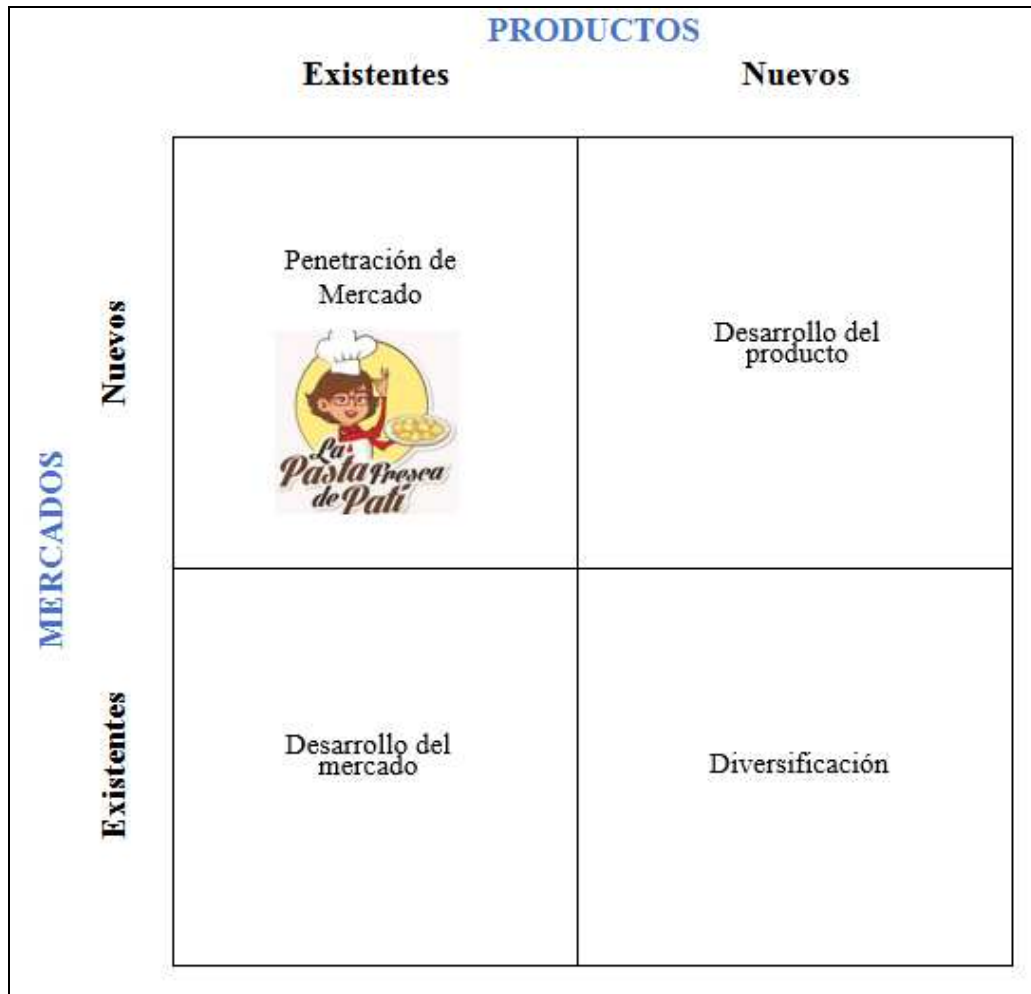 PRODUCTOS
Existentes
Nuevos
Nuevos
Penetración de
Mercado
La
Pasta Fresca
de Pati
Desarrollo del
producto
MERCADOS
Existentes
Desarrollo del
mercado
Diversificación